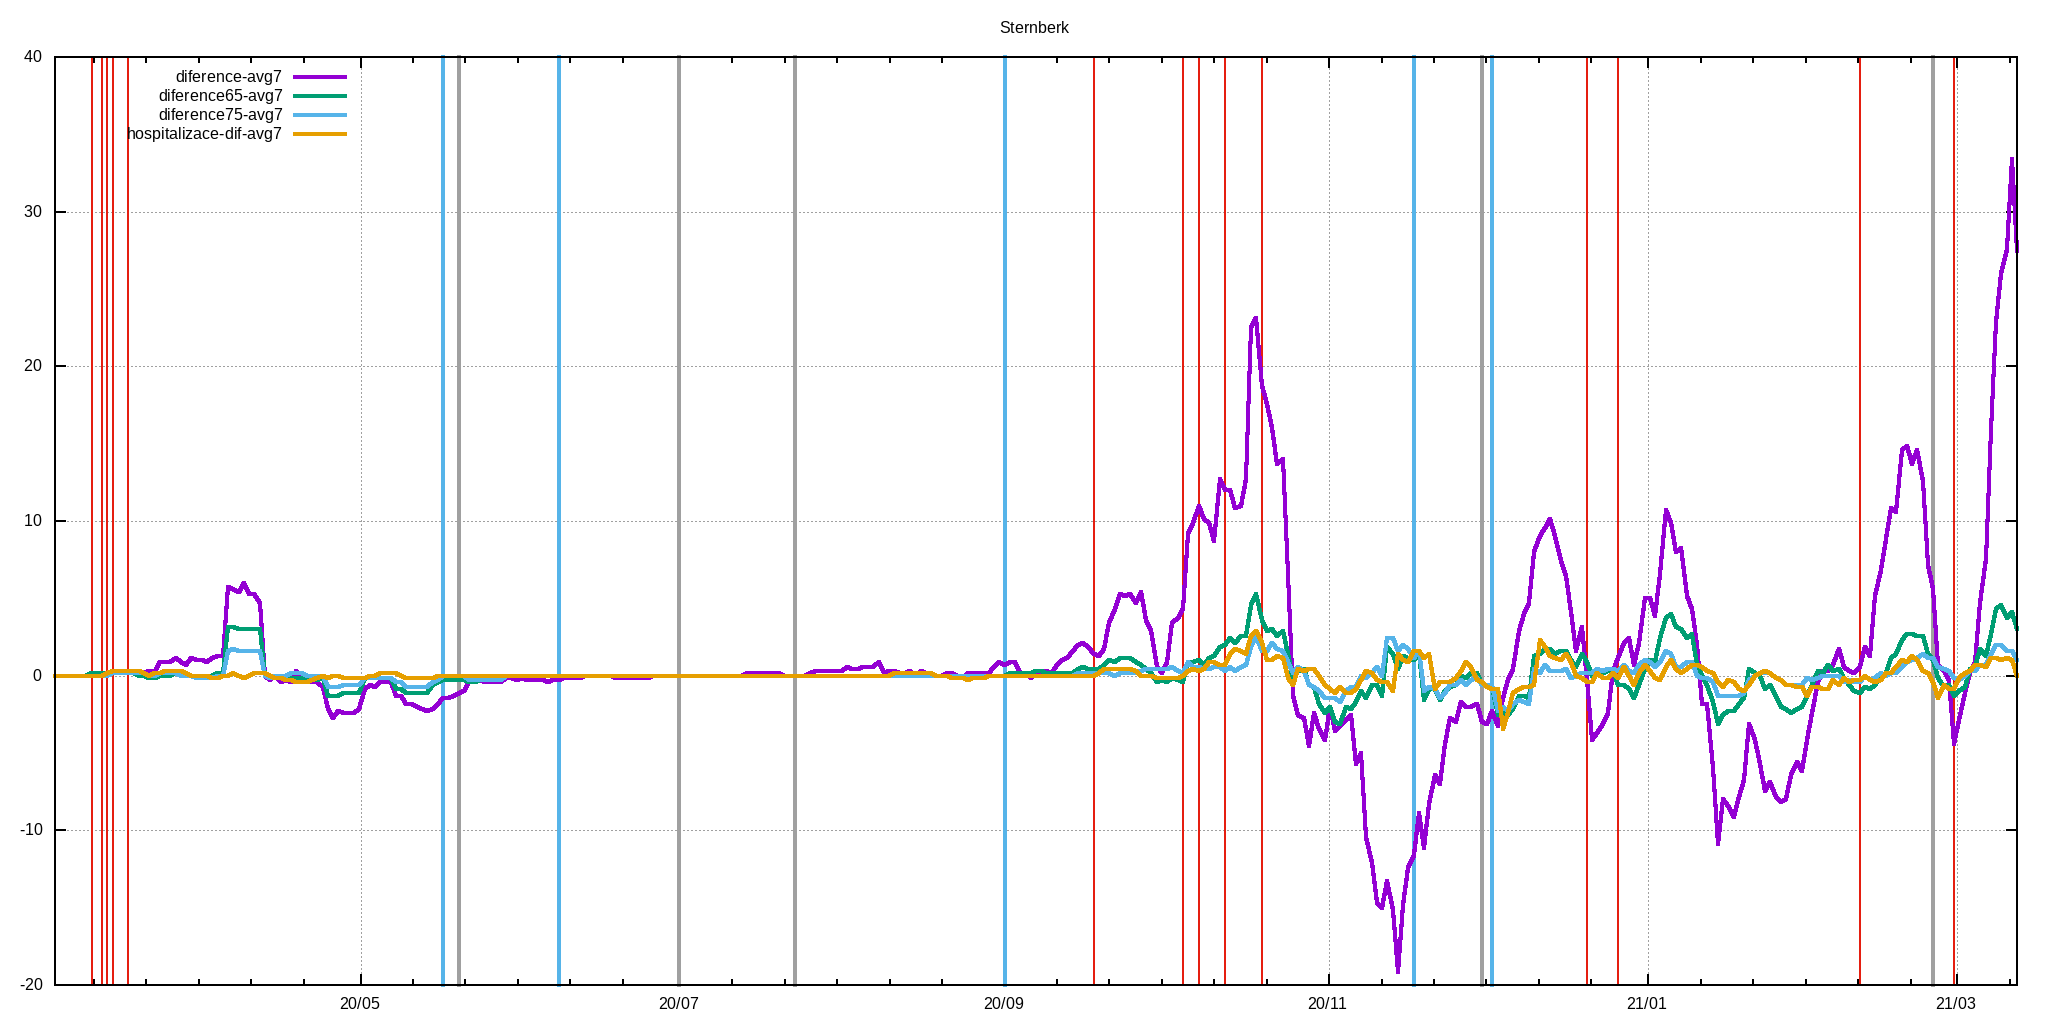 Sternberk
40
diference-avg7
diference65-avg7
diference75-avg7
hospitalizace-dif-avg7
30
20
10
0
-10
-20
20/05
20/07
20/09
20/11
21/01
21/03